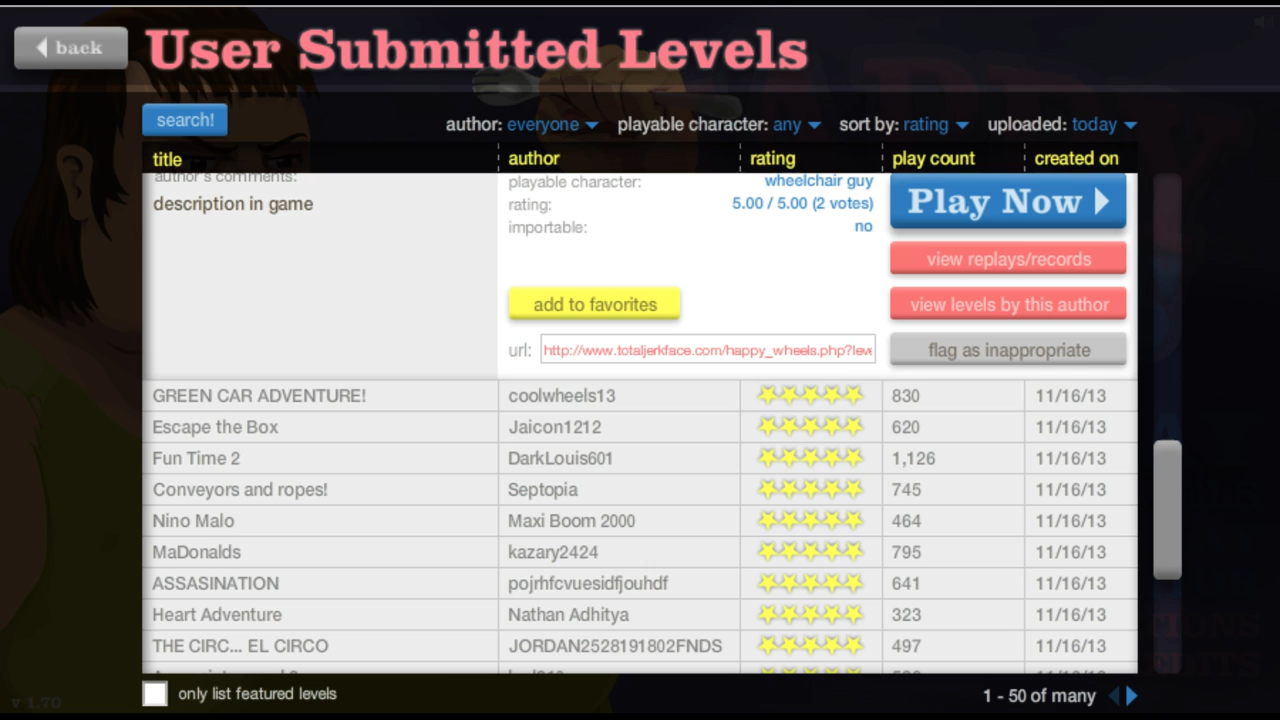 back
User Submitted Levels
search!
author: everyone playable character: any sort by: rating uploaded: today
title author rating play count created on
author's comments: playable character: wheelchair guy Play Now
description in game rating: 5.00 / 5.00 (2 votes)
importable: no
view replays/records
add to favorites view levels by this author
url: http://www.totaljerkface.com/happy_wheels.php?leve flag as inappropriate
GREEN CAR ADVENTURE! coolwheels13 830 11/16/13
Escape the Box Jaicon1212 620 11/16/13
Fun Time 2 DarkLouis601 1,126 11/16/13
Conveyors and ropes! Septopia 745 11/16/13
Nino Malo Maxi Boom 2000 464 11/16/13
MaDonalds kazary2424 795 11/16/13
ASSASINATION pojrhfcvuesidfjouhdf 641 11/16/13
Heart Adventure Nathan Adhitya 323 11/16/13
THE CIRC... EL CIRCO JORDAN2528191802FNDS 497 11/16/13
only list featured levels 1 - 50 of many
v 1.70